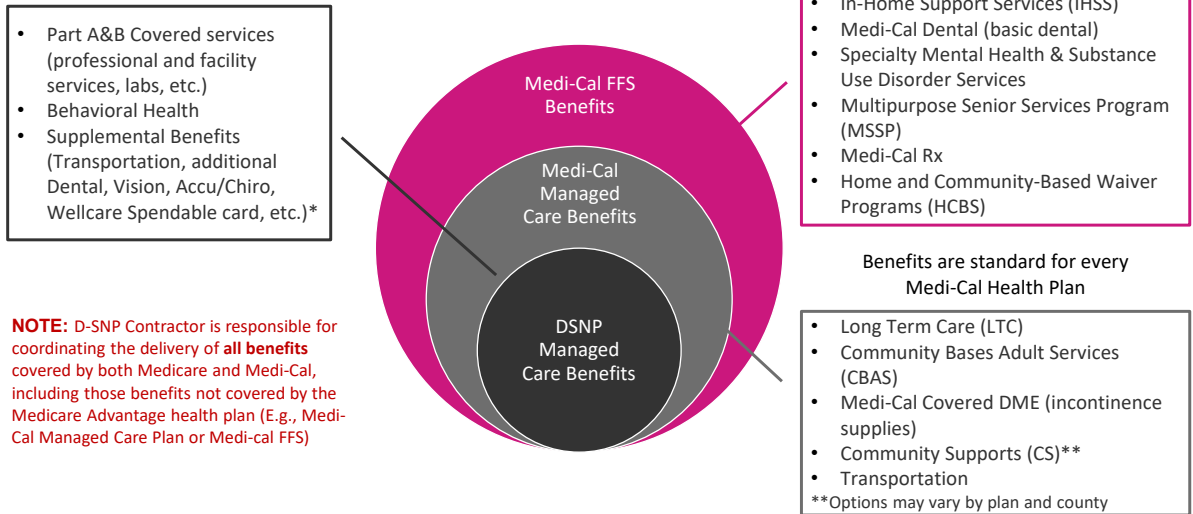 • Part A&B Covered services
(professional and facility
services, labs, etc.)
• Behavioral Health
• Supplemental Benefits
(Transportation, additional
Dental, Vision, Accu/Chiro,
Wellcare Spendable card, etc.)*
NOTE: D-SNP Contractor is responsible for
coordinating the delivery of all benefits
covered by both Medicare and Medi-Cal,
including those benefits not covered by the
Medicare Advantage health plan (E.g., Medi-
Cal Managed Care Plan or Medi-cal FFS)
Medi-Cal FFS
Benefits
Medi-Cal
Managed
Care Benefits
DSNP
Managed
Care Benefits
• In-Home Support Services (IHSS)
• Medi-Cal Dental (basic dental)
• Specialty Mental Health & Substance
Use Disorder Services
• Multipurpose Senior Services Program
(MSSP)
• Medi-Cal Rx
• Home and Community-Based Waiver
Programs (HCBS)
Benefits are standard for every
Medi-Cal Health Plan
• Long Term Care (LTC)
• Community Bases Adult Services
(CBAS)
• Medi-Cal Covered DME (incontinence
supplies)
• Community Supports (CS)**
• Transportation
**Options may vary by plan and county